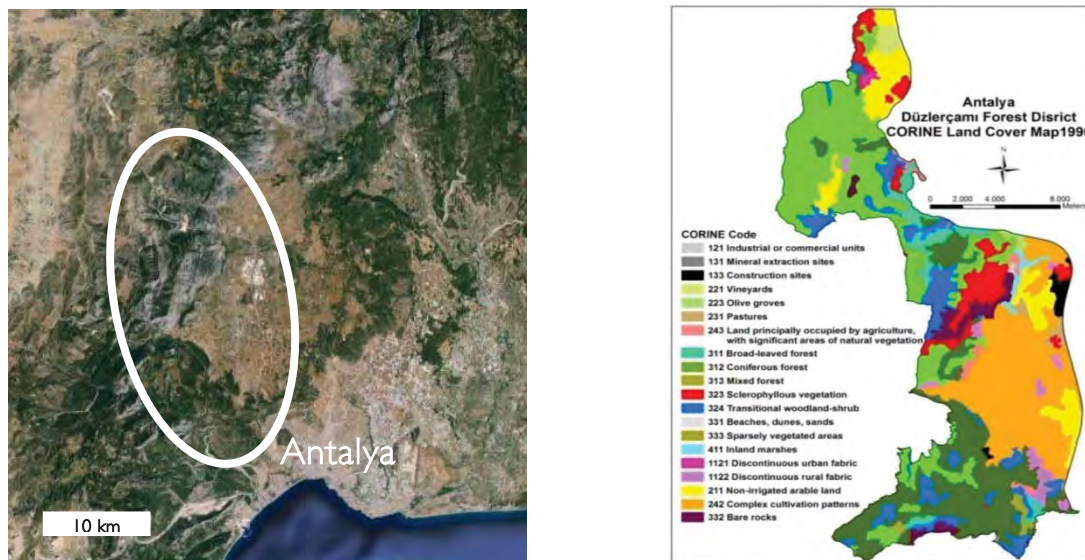 Antalya
10 km
Antalya
Düzlerçamı Forest Disrict
CORINE Land Cover Map1990
N
0 2.000 4.000 8.000
Meters
CORINE Code
121 Industrial or commercial units
131 Mineral extraction sites
133 Construction sites
221 Vineyards
223 Olive groves
231 Pastures
243 Land principally occupied by agriculture,
with significant areas of natural vegetation
311 Broad-leaved forest
312 Coniferous forest
313 Mixed forest
323 Sclerophyllous vegetation
324 Transitional woodland-shrub
331 Beaches, dunes, sands
333 Sparsely vegetated areas
411 Inland marshes
1121 Discontinuous urban fabric
1122 Discontinuous rural fabric
211 Non-irrigated arable land
242 Complex cultivation patterns
332 Bare rocks